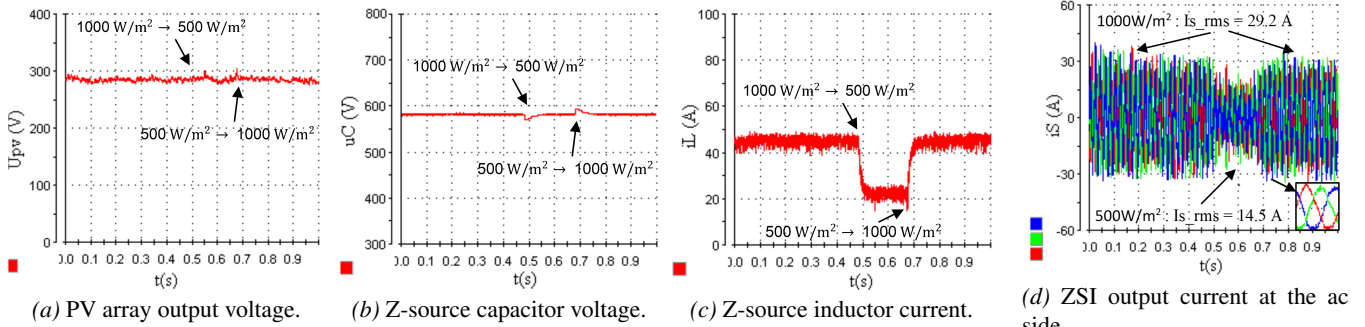 400
300
200
100
0
Upv (V)
1000 W/m² → 500 W/m²
500 W/m² → 1000 W/m²
0.0 0.1 0.2 0.3 0.4 0.5 0.6 0.7 0.8 0.9
t(s)
(a) PV array output voltage.
800
700
600
500
400
300
uC (V)
1000 W/m² → 500 W/m²
500 W/m² → 1000 W/m²
0.0 0.1 0.2 0.3 0.4 0.5 0.6 0.7 0.8 0.9
t(s)
(b) Z-source capacitor voltage.
100
80
60
40
20
0
iL (A)
1000 W/m² → 500 W/m²
500 W/m² → 1000 W/m²
0.0 0.1 0.2 0.3 0.4 0.5 0.6 0.7 0.8 0.9
t(s)
(c) Z-source inductor current.
60
30
0
-30
-60
iS (A)
1000W/m² : Is_rms = 29.2 A
500W/m² : Is_rms = 14.5 A
0.0 0.1 0.2 0.3 0.4 0.5 0.6 0.7 0.8 0.9
t(s)
(d) ZSI output current at the ac
side